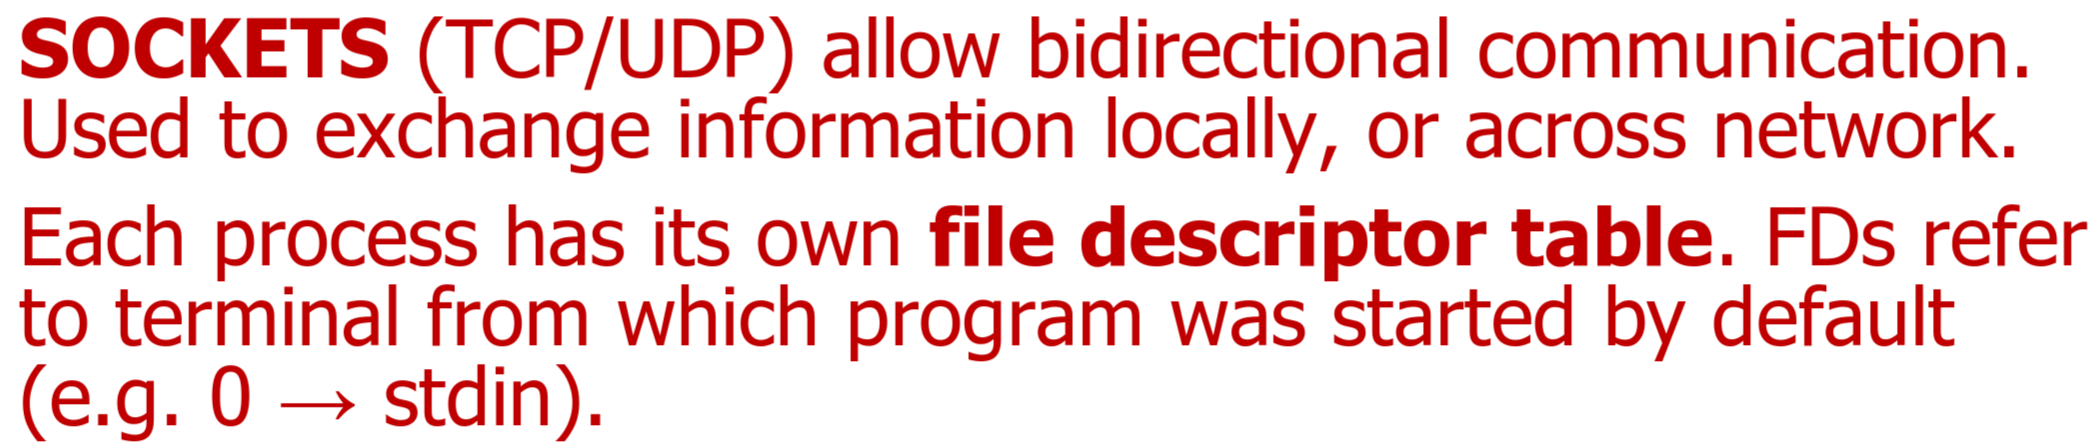 SOCKETS (TCP/UDP) allow bidirectional communication.
Used to exchange information locally, or across network.
Each process has its own file descriptor table. FDs refer
to terminal from which program was started by default
(e.g. 0 → stdin).